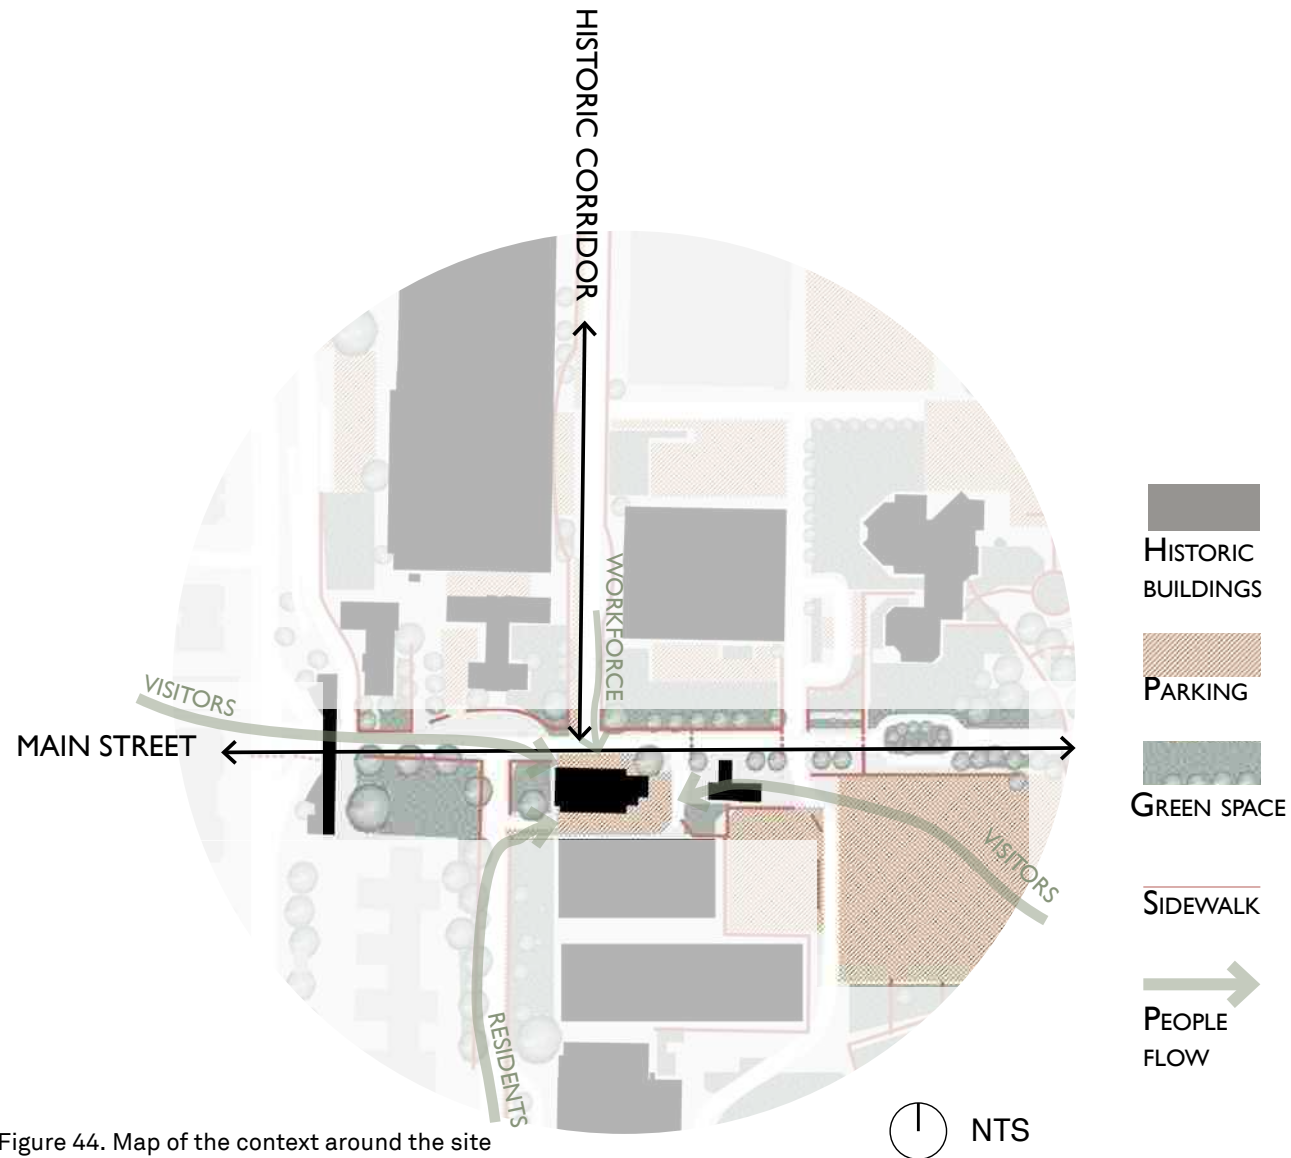 HISTORIC CORRIDOR
WORKFORCE
VISITORS
MAIN STREET
VISITORS
RESIDENTS
HISTORIC
BUILDINGS
PARKING
GREEN SPACE
SIDEWALK
PEOPLE
FLOW
NTS
Figure 44. Map of the context around the site